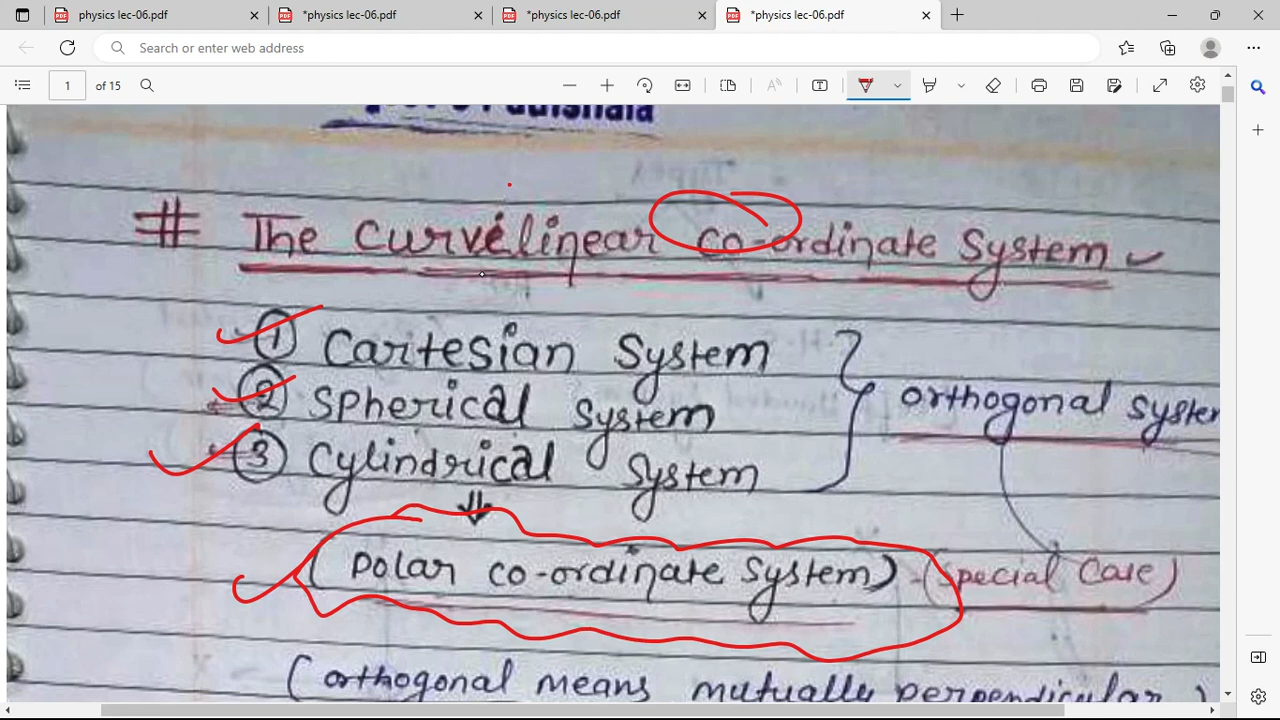 physics lec-06.pdf
*physics lec-06.pdf
*physics lec-06.pdf
*physics lec-06.pdf
Search or enter web address
1 of 15
# The Curvelinear Co-ordinate System
① Cartesian System
② Spherical System
orthogonal system
③ Cylindrical System
(Polar Co-ordinate System) - (Special Case)
(orthogonal means mutually perpendicular)